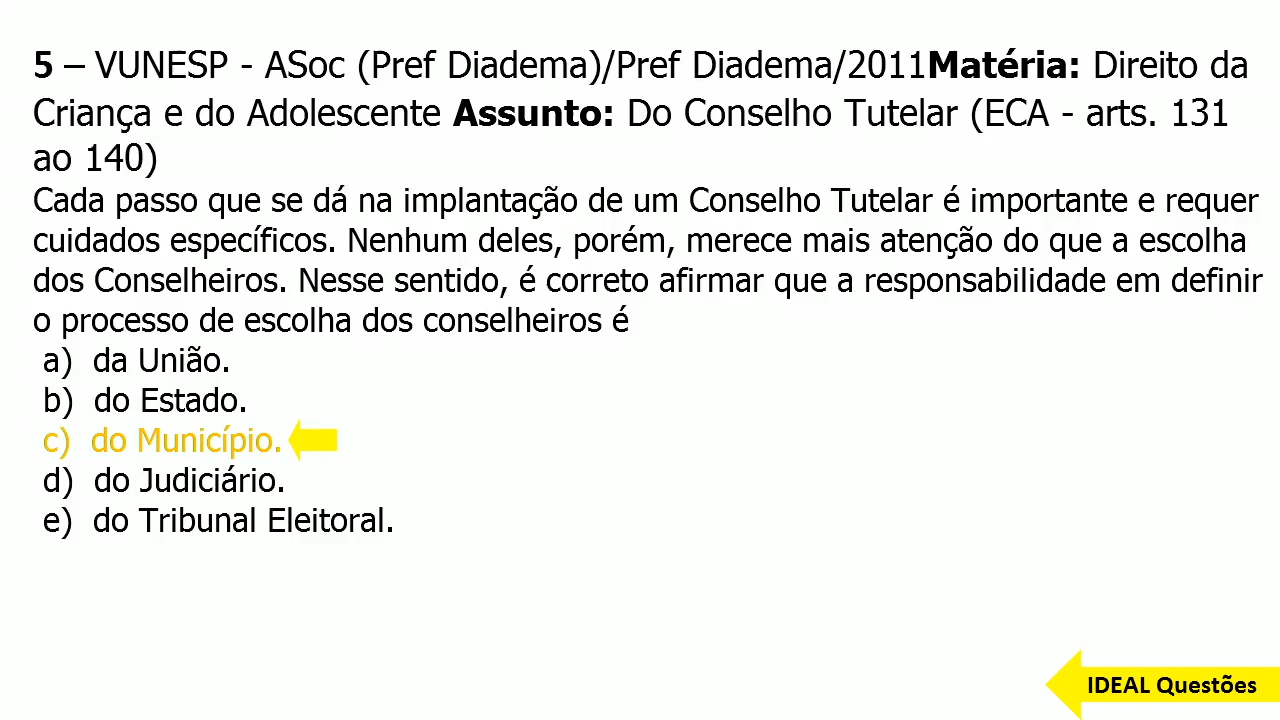 5 – VUNESP - ASoc (Pref Diadema)/Pref Diadema/2011Matéria: Direito da
Criança e do Adolescente Assunto: Do Conselho Tutelar (ECA - arts. 131
ao 140)
Cada passo que se dá na implantação de um Conselho Tutelar é importante e requer
cuidados específicos. Nenhum deles, porém, merece mais atenção do que a escolha
dos Conselheiros. Nesse sentido, é correto afirmar que a responsabilidade em definir
o processo de escolha dos conselheiros é
a) da União.
b) do Estado.
c) do Município.
d) do Judiciário.
e) do Tribunal Eleitoral.
IDEAL Questões